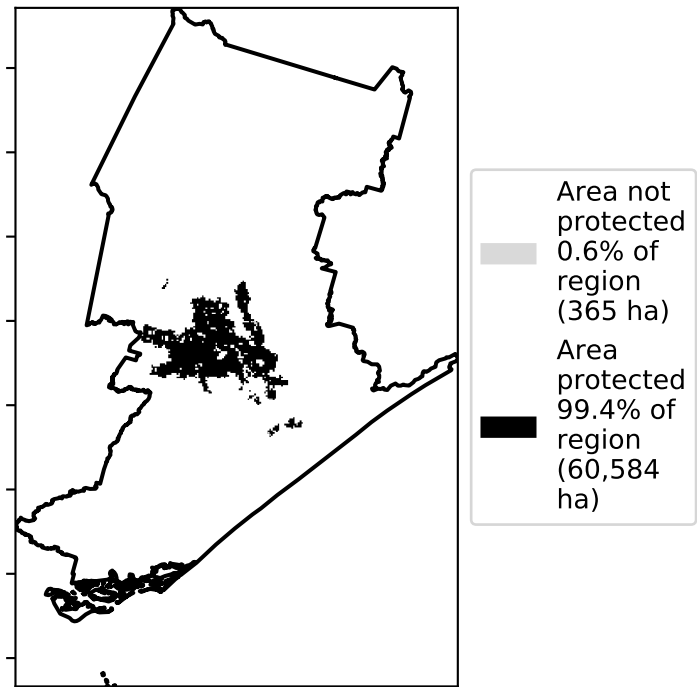 Area not
protected
0.6% of
region
(365 ha)
Area
protected
99.4% of
region
(60,584
ha)